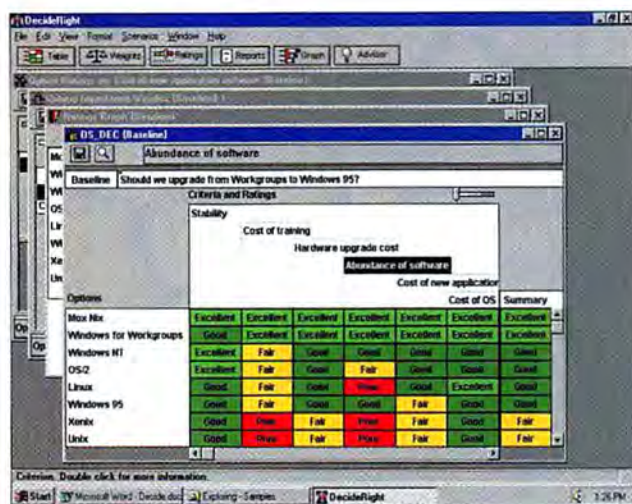 DecideRight
File Edit View Format Scenarios Window Help
Table Weights Ratings Reports Graph Advisor
OS_DEC (Baseline)
Abundance of software
Baseline Should we upgrade from Workgroups to Windows 95?
Criteria and Ratings
Stability
Cost of training
Hardware upgrade cost
Abundance of software
Cost of new application
Options Cost of OS Summary
Mox Nix Excellent Excellent Excellent Excellent Excellent Excellent Excellent
Windows for Workgroups Good Excellent Excellent Excellent Excellent Excellent Excellent
Windows NT Excellent Fair Good Good Good Good Good
OS/2 Excellent Fair Good Fair Good Good Good
Linux Good Fair Good Poor Good Excellent Good
Windows 95 Good Fair Good Good Fair Good Good
Xenix Good Poor Fair Poor Fair Good Fair
Unix Good Poor Fair Poor Fair Good Fair
Criterion. Double click for more information.
Start Microsoft Word - Decide.doc Exploring - Samples DecideRight 3:26 PM